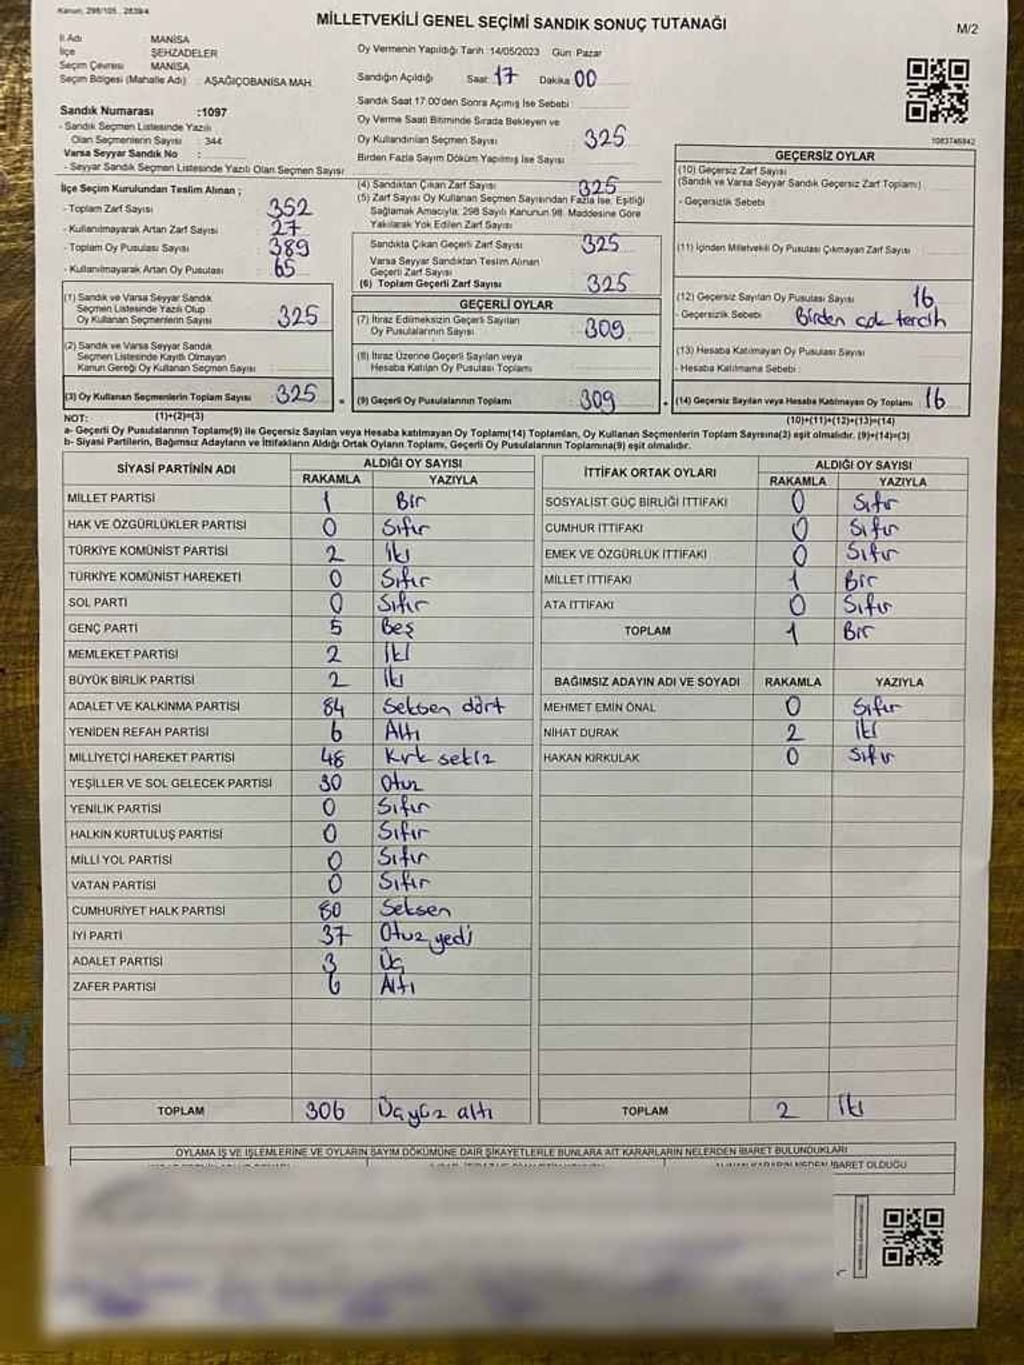 Kanun: 298/105 , 2839/4
MİLLETVEKİLİ GENEL SEÇİMİ SANDIK SONUÇ TUTANAĞI
M/2
İl Adı : MANİSA
İlçe : ŞEHZADELER
Seçim Çevresi : MANİSA
Seçim Bölgesi (Mahalle Adı) : AŞAĞIÇOBANİSA MAH.
Oy Vermenin Yapıldığı Tarih :14/05/2023 Gün :Pazar
Sandığın Açıldığı Saat: 17 Dakika: 00
Sandık Saat 17:00'den Sonra Açımış İse Sebebi :
Sandık Numarası :1097
- Sandık Seçmen Listesinde Yazılı
Olan Seçmenlerin Sayısı : 344
Varsa Seyyar Sandık No :
- Seyyar Sandık Seçmen Listesinde Yazılı Olan Seçmen Sayısı :
Oy Verme Saati Bitiminde Sırada Bekleyen ve
Oy Kullandırılan Seçmen Sayısı : 325
Birden Fazla Sayım Döküm Yapılmış İse Sayısı :
1083746842
İlçe Seçim Kurulundan Teslim Alınan ;
- Toplam Zarf Sayısı : 352
- Kullanılmayarak Artan Zarf Sayısı : 27
- Toplam Oy Pusulası Sayısı : 389
- Kullanılmayarak Artan Oy Pusulası : 65
(4) Sandıktan Çıkan Zarf Sayısı : 325
(5) Zarf Sayısı Oy Kullanan Seçmen Sayısından Fazla İse, Eşitliği
Sağlamak Amacıyla; 298 Sayılı Kanunun 98. Maddesine Göre
Yakılarak Yok Edilen Zarf Sayısı :
Sandıkta Çıkan Geçerli Zarf Sayısı : 325
Varsa Seyyar Sandıktan Teslim Alınan
Geçerli Zarf Sayısı :
(6) Toplam Geçerli Zarf Sayısı : 325
GEÇERSİZ OYLAR
(10) Geçersiz Zarf Sayısı
(Sandık ve Varsa Seyyar Sandık Geçersiz Zarf Toplamı) :
- Geçersizlik Sebebi :
(11) İçinden Milletvekili Oy Pusulası Çıkmayan Zarf Sayısı :
(12) Geçersiz Sayılan Oy Pusulası Sayısı : 16
- Geçersizlik Sebebi : Birden çok tercih
(13) Hesaba Katılmayan Oy Pusulası Sayısı :
- Hesaba Katılmama Sebebi :
(14) Geçersiz Sayılan veya Hesaba Katılmayan Oy Toplamı : 16
(1) Sandık ve Varsa Seyyar Sandık
Seçmen Listesinde Yazılı Olup
Oy Kullanan Seçmenlerin Sayısı : 325
(2) Sandık ve Varsa Seyyar Sandık
Seçmen Listesinde Kayıtlı Olmayan
Kanun Gereği Oy Kullanan Seçmen Sayısı :
(3) Oy Kullanan Seçmenlerin Toplam Sayısı : 325
GEÇERLİ OYLAR
(7) İtiraz Edilmeksizin Geçerli Sayılan
Oy Pusulalarının Sayısı : 309
(8) İtiraz Üzerine Geçerli Sayılan veya
Hesaba Katılan Oy Pusulası Toplamı :
(9) Geçerli Oy Pusulalarının Toplamı : 309
NOT: (1)+(2)=(3)
(10)+(11)+(12)+(13)=(14)
a- Geçerli Oy Pusulalarının Toplamı(9) ile Geçersiz Sayılan veya Hesaba katılmayan Oy Toplamı(14) Toplamları, Oy Kullanan Seçmenlerin Toplam Sayısına(3) eşit olmalıdır. (9)+(14)=(3)
b- Siyasi Partilerin, Bağımsız Adayların ve İttifakların Aldığı Ortak Oyların Toplamı, Geçerli Oy Pusulalarının Toplamına(9) eşit olmalıdır.
SİYASİ PARTİNİN ADI ALDIĞI OY SAYISI
RAKAMLA YAZIYLA
MİLLET PARTİSİ 1 Bir
HAK VE ÖZGÜRLÜKLER PARTİSİ 0 Sıfır
TÜRKİYE KOMÜNİST PARTİSİ 2 İki
TÜRKİYE KOMÜNİST HAREKETİ 0 Sıfır
SOL PARTİ 0 Sıfır
GENÇ PARTİ 5 Beş
MEMLEKET PARTİSİ 2 İki
BÜYÜK BİRLİK PARTİSİ 2 İki
ADALET VE KALKINMA PARTİSİ 84 Seksen dört
YENİDEN REFAH PARTİSİ 6 Altı
MİLLİYETÇİ HAREKET PARTİSİ 48 Kırk sekiz
YEŞİLLER VE SOL GELECEK PARTİSİ 30 Otuz
YENİLİK PARTİSİ 0 Sıfır
HALKIN KURTULUŞ PARTİSİ 0 Sıfır
MİLLİ YOL PARTİSİ 0 Sıfır
VATAN PARTİSİ 0 Sıfır
CUMHURİYET HALK PARTİSİ 80 Seksen
İYİ PARTİ 37 Otuz yedi
ADALET PARTİSİ 3 Üç
ZAFER PARTİSİ 6 Altı
TOPLAM 306 Üçyüz altı
İTTİFAK ORTAK OYLARI ALDIĞI OY SAYISI
RAKAMLA YAZIYLA
SOSYALİST GÜÇ BİRLİĞİ İTTİFAKI 0 Sıfır
CUMHUR İTTİFAKI 0 Sıfır
EMEK VE ÖZGÜRLÜK İTTİFAKI 0 Sıfır
MİLLET İTTİFAKI 1 Bir
ATA İTTİFAKI 0 Sıfır
TOPLAM 1 Bir
BAĞIMSIZ ADAYIN ADI VE SOYADI RAKAMLA YAZIYLA
MEHMET EMİN ÖNAL 0 Sıfır
NİHAT DURAK 2 İki
HAKAN KIRKULAK 0 Sıfır
TOPLAM 2 İki
OYLAMA İŞ VE İŞLEMLERİNE VE OYLARIN SAYIM DÖKÜMÜNE DAİR ŞİKAYETLERLE BUNLARA AİT KARARLARIN NELERDEN İBARET BULUNDUKLARI
ALINAN KARARIN NEDEN İBARET OLDUĞU